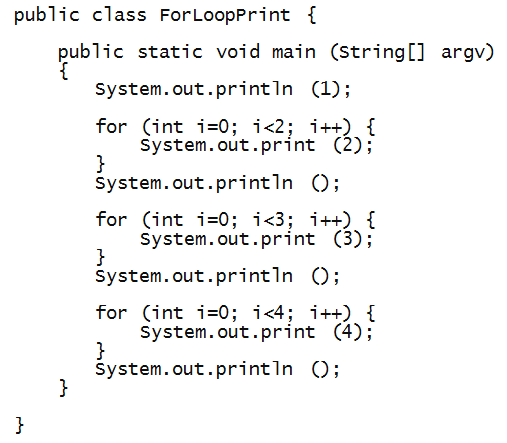 public class ForLoopPrint {
public static void main (String[] argv)
{
System.out.println (1);
for (int i=0; i<2; i++) {
System.out.print (2);
}
System.out.println ();
for (int i=0; i<3; i++) {
System.out.print (3);
}
System.out.println ();
for (int i=0; i<4; i++) {
System.out.print (4);
}
System.out.println ();
}
}